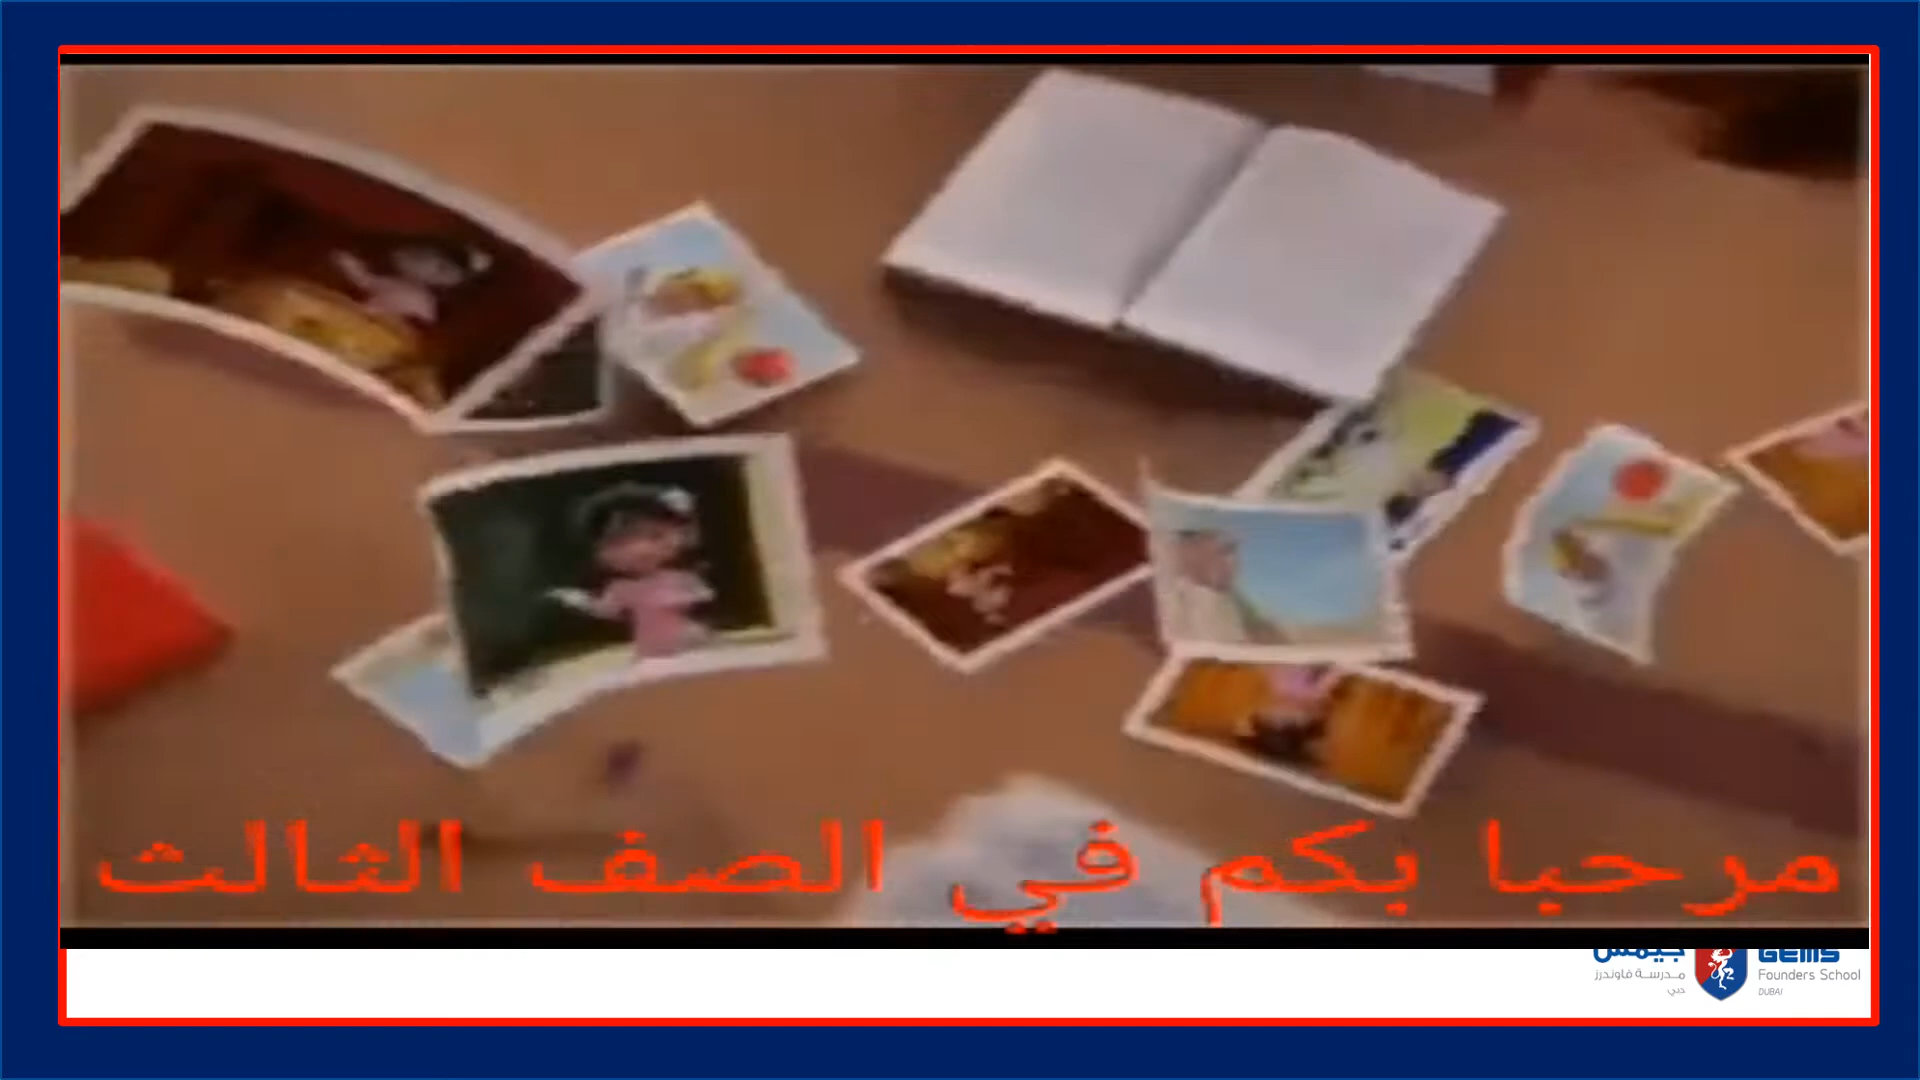 مرحبا بكم في الصف الثالث
جيمس
مدرسة فاوندرز
دبي
GEMS
Founders School
DUBAI